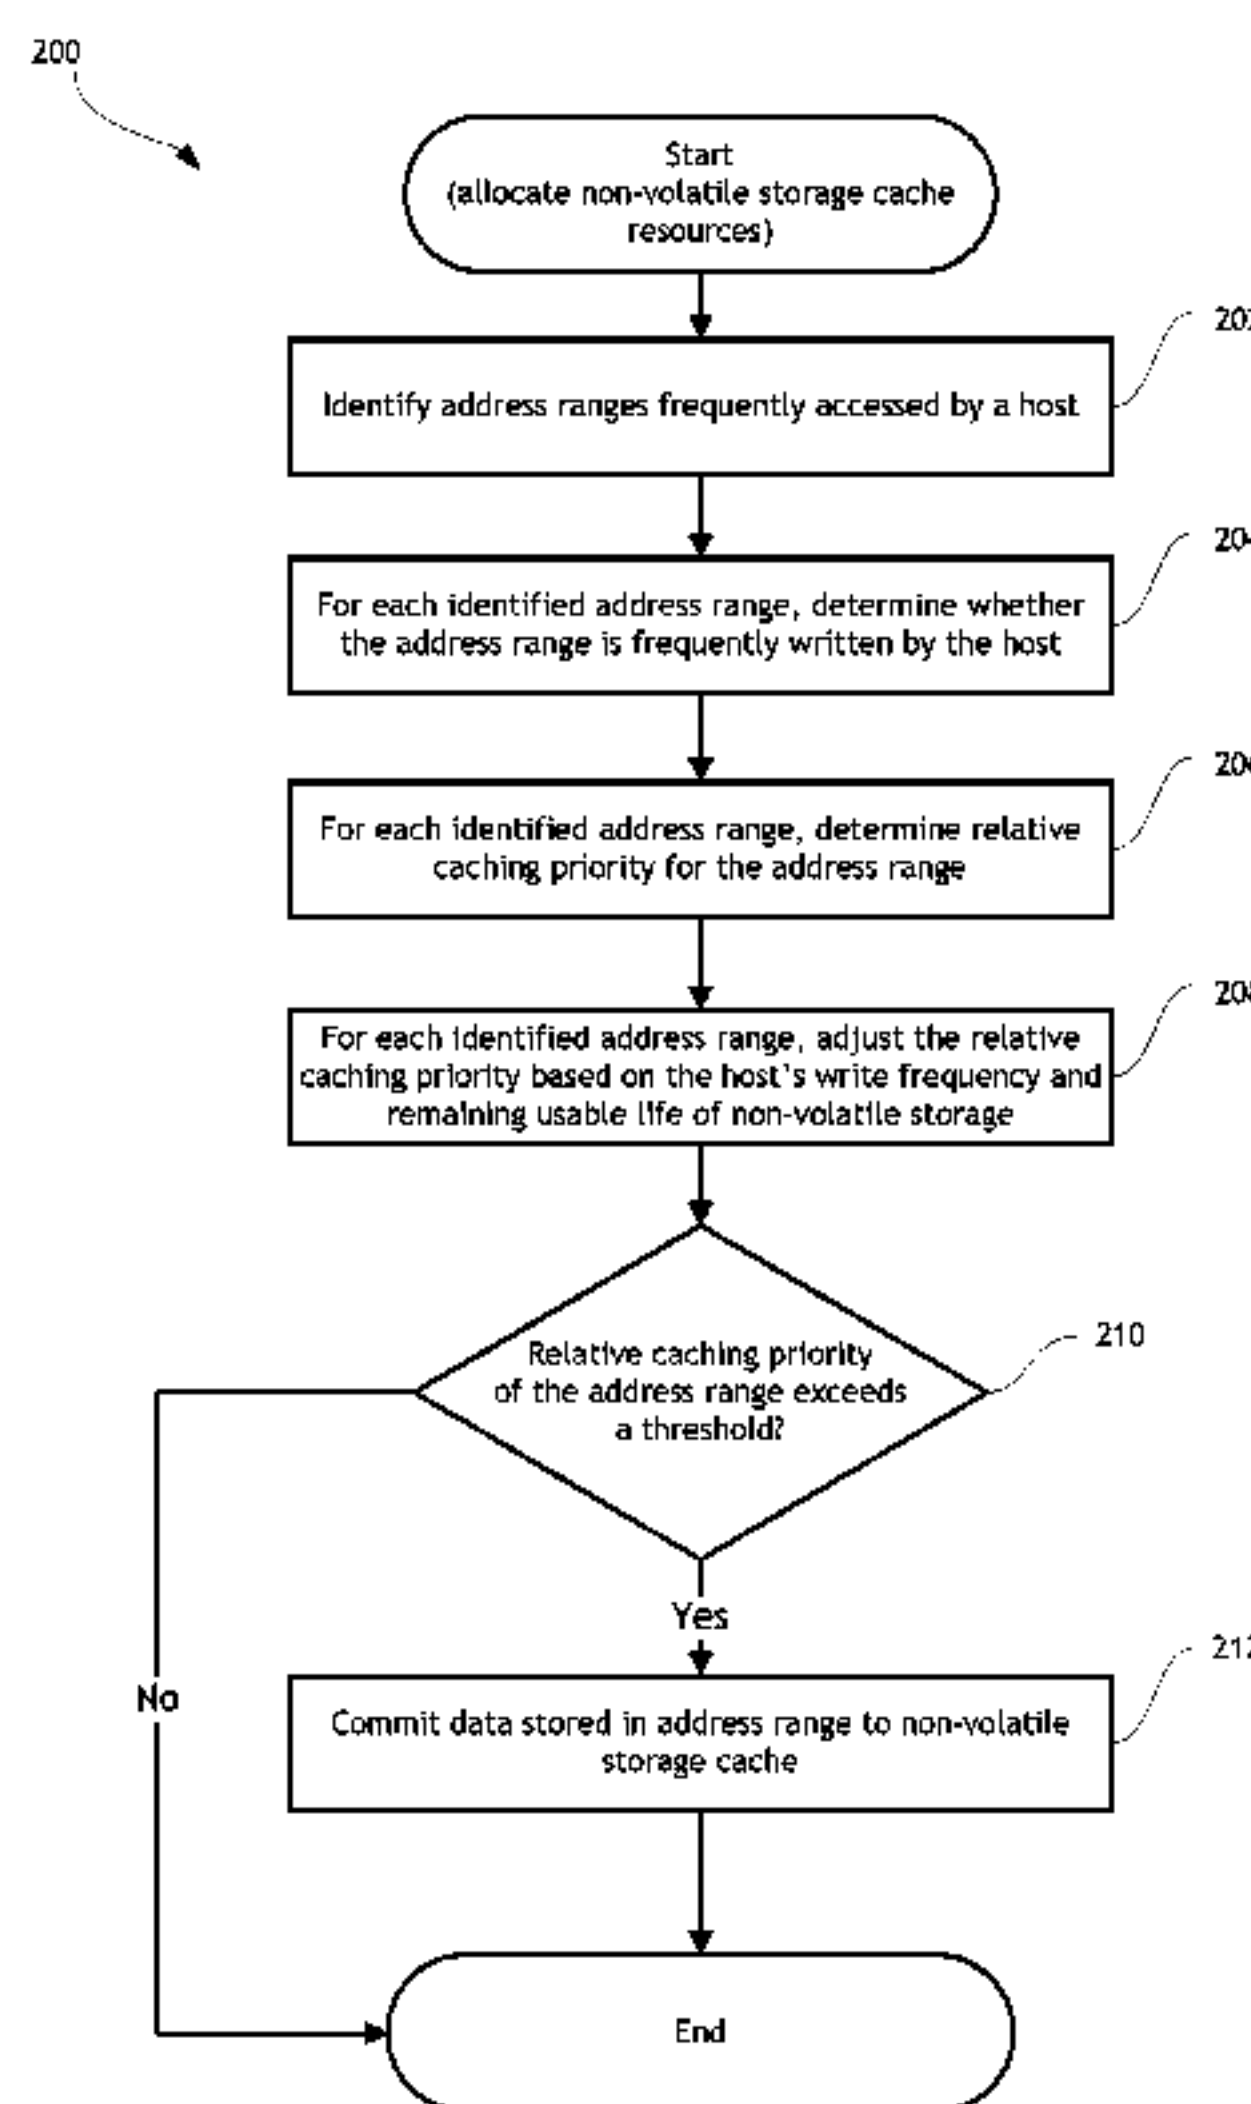 200
Start
(allocate non-volatile storage cache
resources)
Identify address ranges frequently accessed by a host
For each identified address range, determine whether
the address range is frequently written by the host
For each identified address range, determine relative
caching priority for the address range
For each identified address range, adjust the relative
caching priority based on the host's write frequency and
remaining usable life of non-volatile storage
Relative caching priority
of the address range exceeds
a threshold?
210
Yes
212
No
Commit data stored in address range to non-volatile
storage cache
End